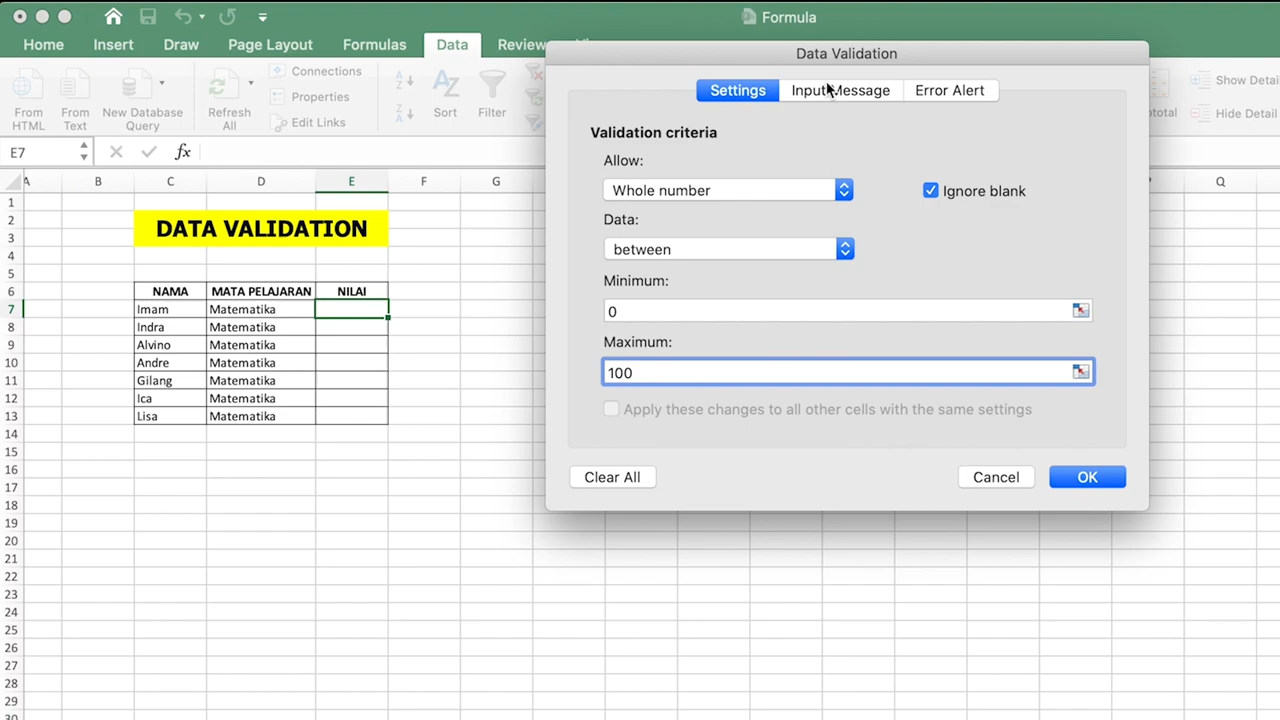 Formula
Home Insert Draw Page Layout Formulas Data Review
From HTML
From Text
New Database Query
Refresh All
Connections
Properties
Edit Links
Sort
Filter
Show Detail
Hide Detail
E7 fx
A B C D E F G Q
1
2
3
DATA VALIDATION
4
5
6 NAMA MATA PELAJARAN NILAI
7 Imam Matematika
8 Indra Matematika
9 Alvino Matematika
10 Andre Matematika
11 Gilang Matematika
12 Ica Matematika
13 Lisa Matematika
14
15
16
17
18
19
20
21
22
23
24
25
26
27
28
29
30
Data Validation
Settings Input Message Error Alert
Validation criteria
Allow:
Whole number Ignore blank
Data:
between
Minimum:
0
Maximum:
100
Apply these changes to all other cells with the same settings
Clear All Cancel OK